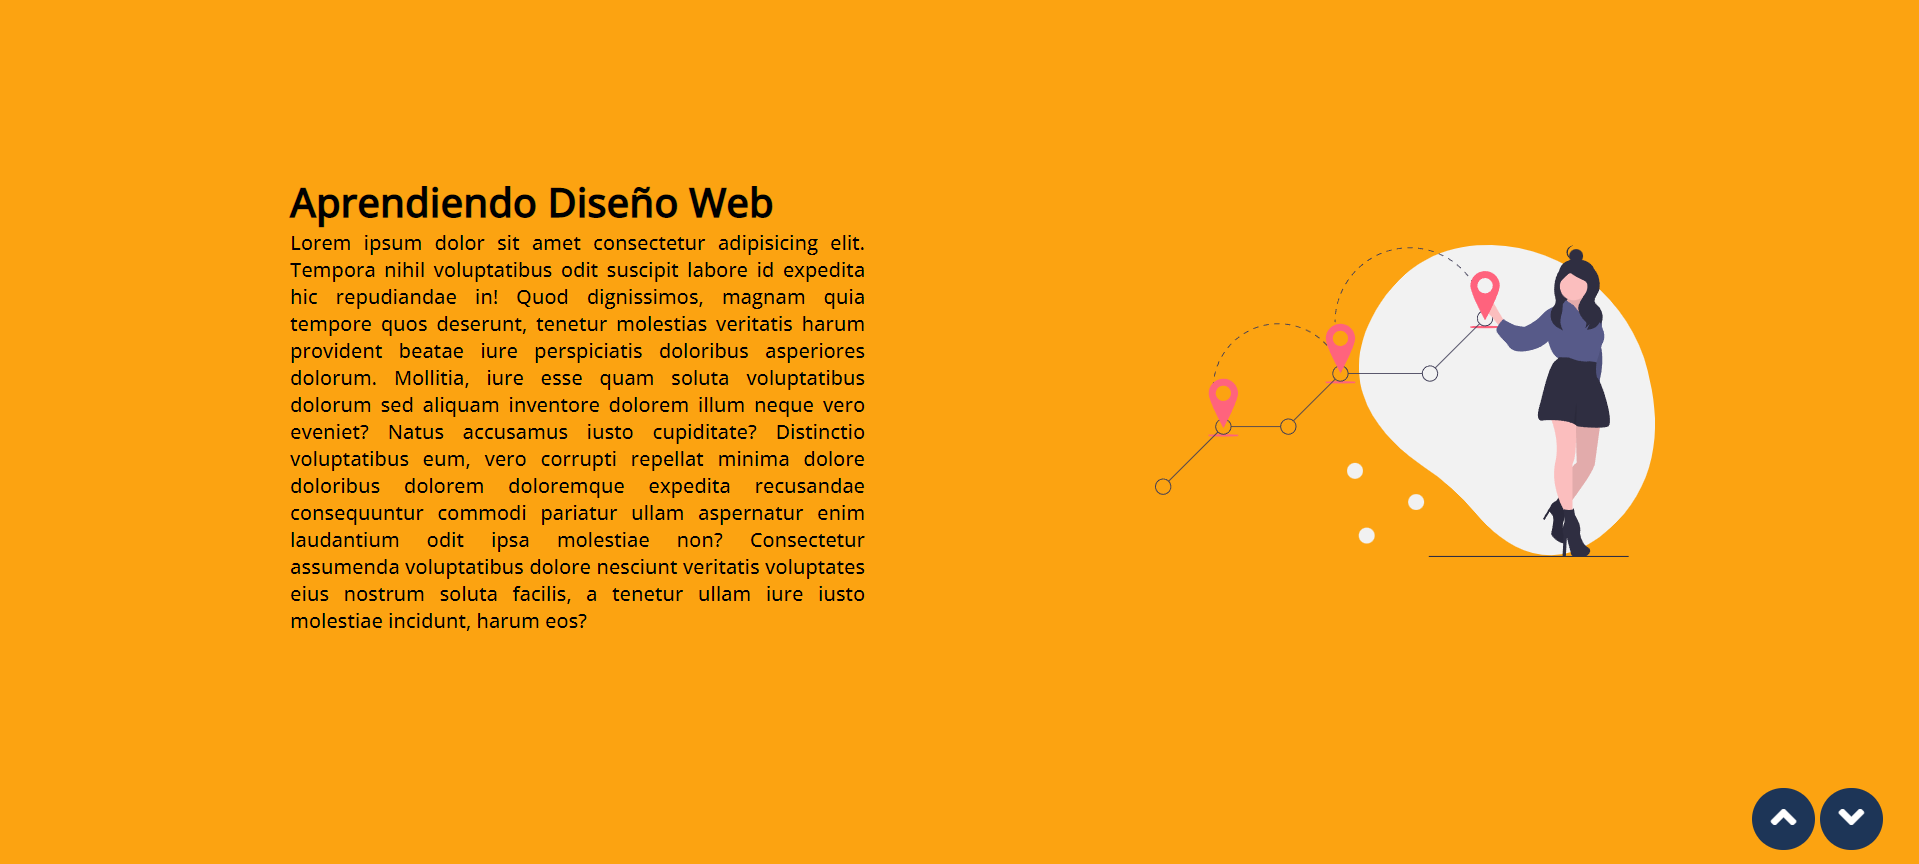 Aprendiendo Diseño Web
Lorem ipsum dolor sit amet consectetur adipisicing elit.
Tempora nihil voluptatibus odit suscipit labore id expedita
hic repudiandae in! Quod dignissimos, magnam quia
tempore quos deserunt, tenetur molestias veritatis harum
provident beatae iure perspiciatis doloribus asperiores
dolorum. Mollitia, iure esse quam soluta voluptatibus
dolorum sed aliquam inventore dolorem illum neque vero
eveniet? Natus accusamus iusto cupiditate? Distinctio
voluptatibus eum, vero corrupti repellat minima dolore
doloribus dolorem doloremque expedita recusandae
consequuntur commodi pariatur ullam aspernatur enim
laudantium odit ipsa molestiae non? Consectetur
assumenda voluptatibus dolore nesciunt veritatis voluptates
eius nostrum soluta facilis, a tenetur ullam iure iusto
molestiae incidunt, harum eos?